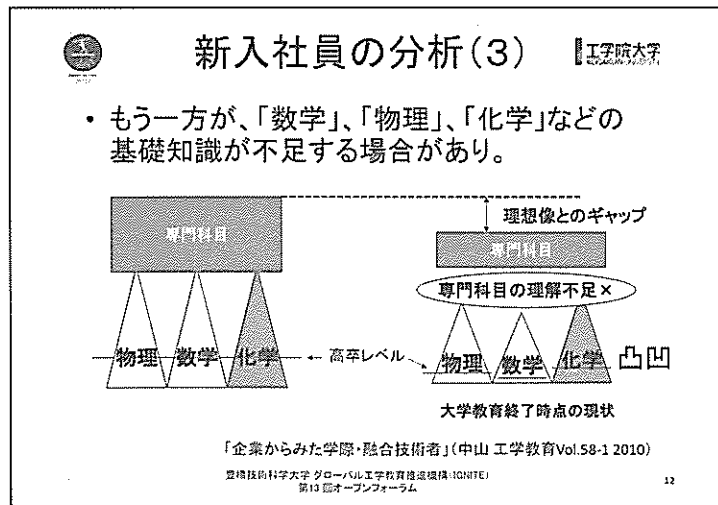 新入社員の分析(3)
工学院大学
• もう一方が、「数学」、「物理」、「化学」などの
基礎知識が不足する場合があり。
理想像とのギャップ
専門科目
専門科目
専門科目の理解不足×
物理 数学 化学
高卒レベル
物理 数学 化学
凸凹
大学教育終了時点の現状
「企業からみた学際・融合技術者」(中山 工学教育Vol.58-1 2010)
豊橋技術科学大学 グローバル工学教育推進機構(IGNITE)
第13回オープンフォーラム
12